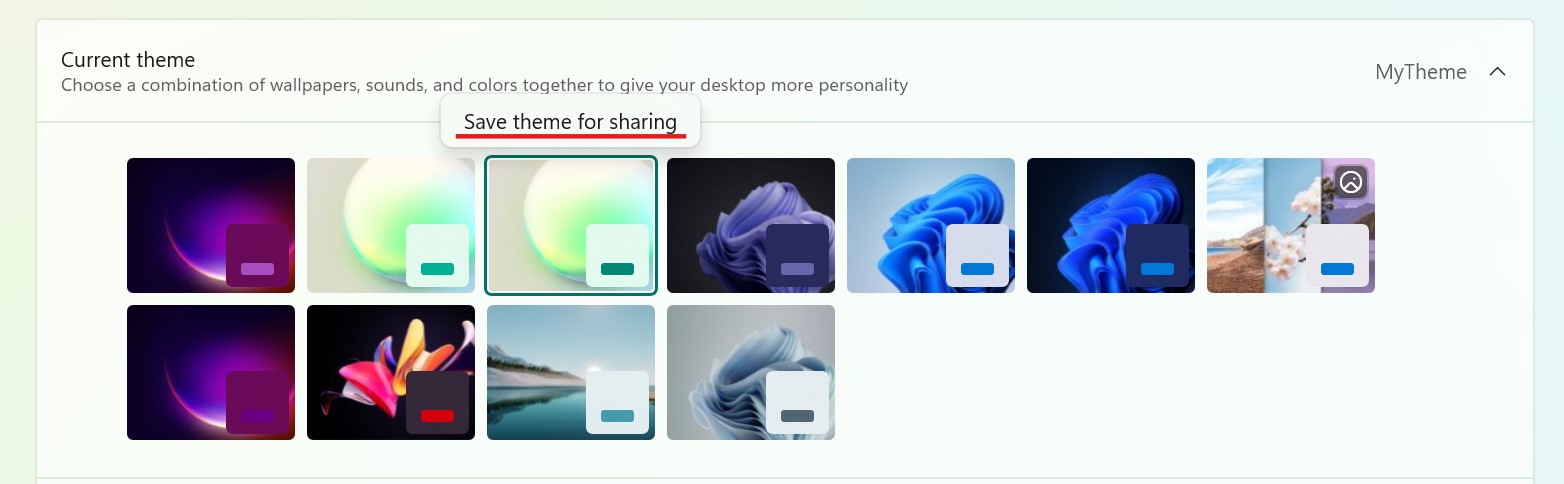 Current theme
Choose a combination of wallpapers, sounds, and colors together to give your desktop more personality
MyTheme
Save theme for sharing